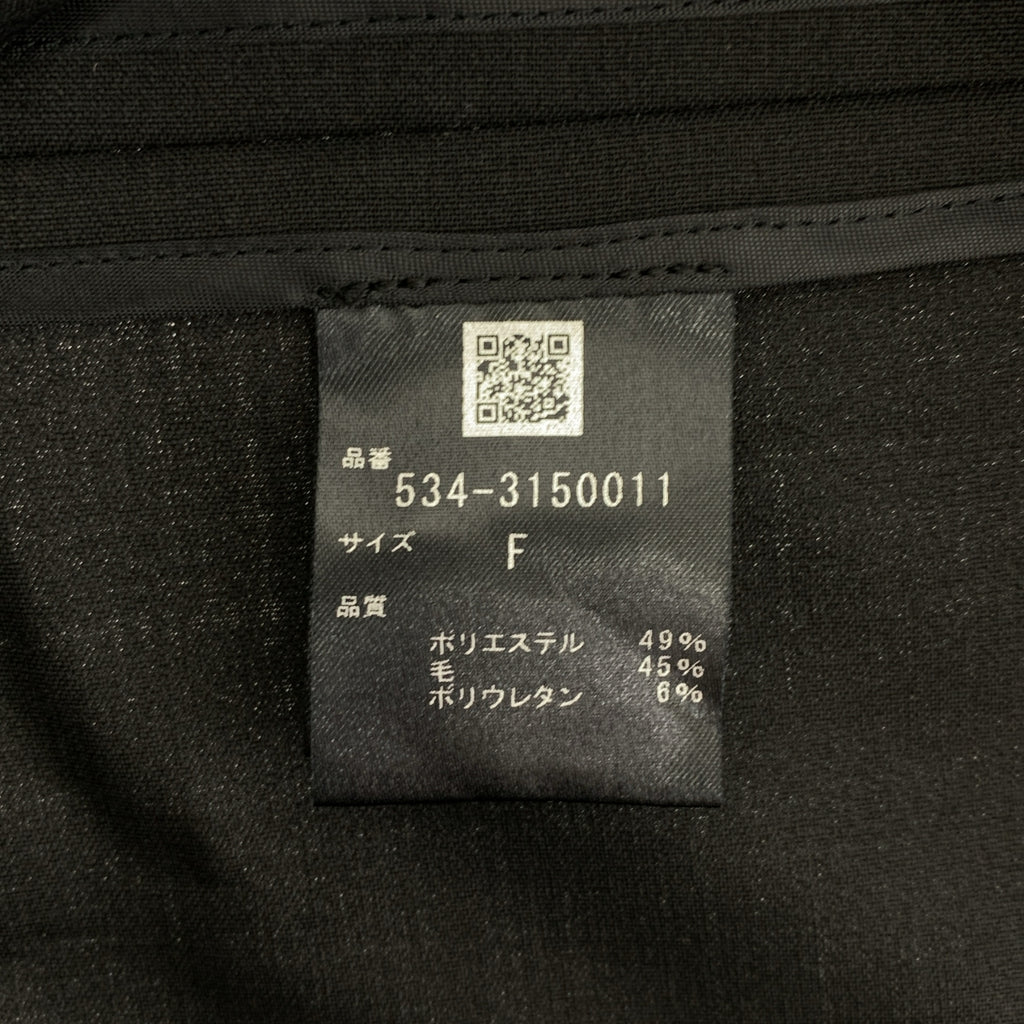 品番
534-3150011
サイズ F
品質
ポリエステル 49%
毛 45%
ポリウレタン 6%